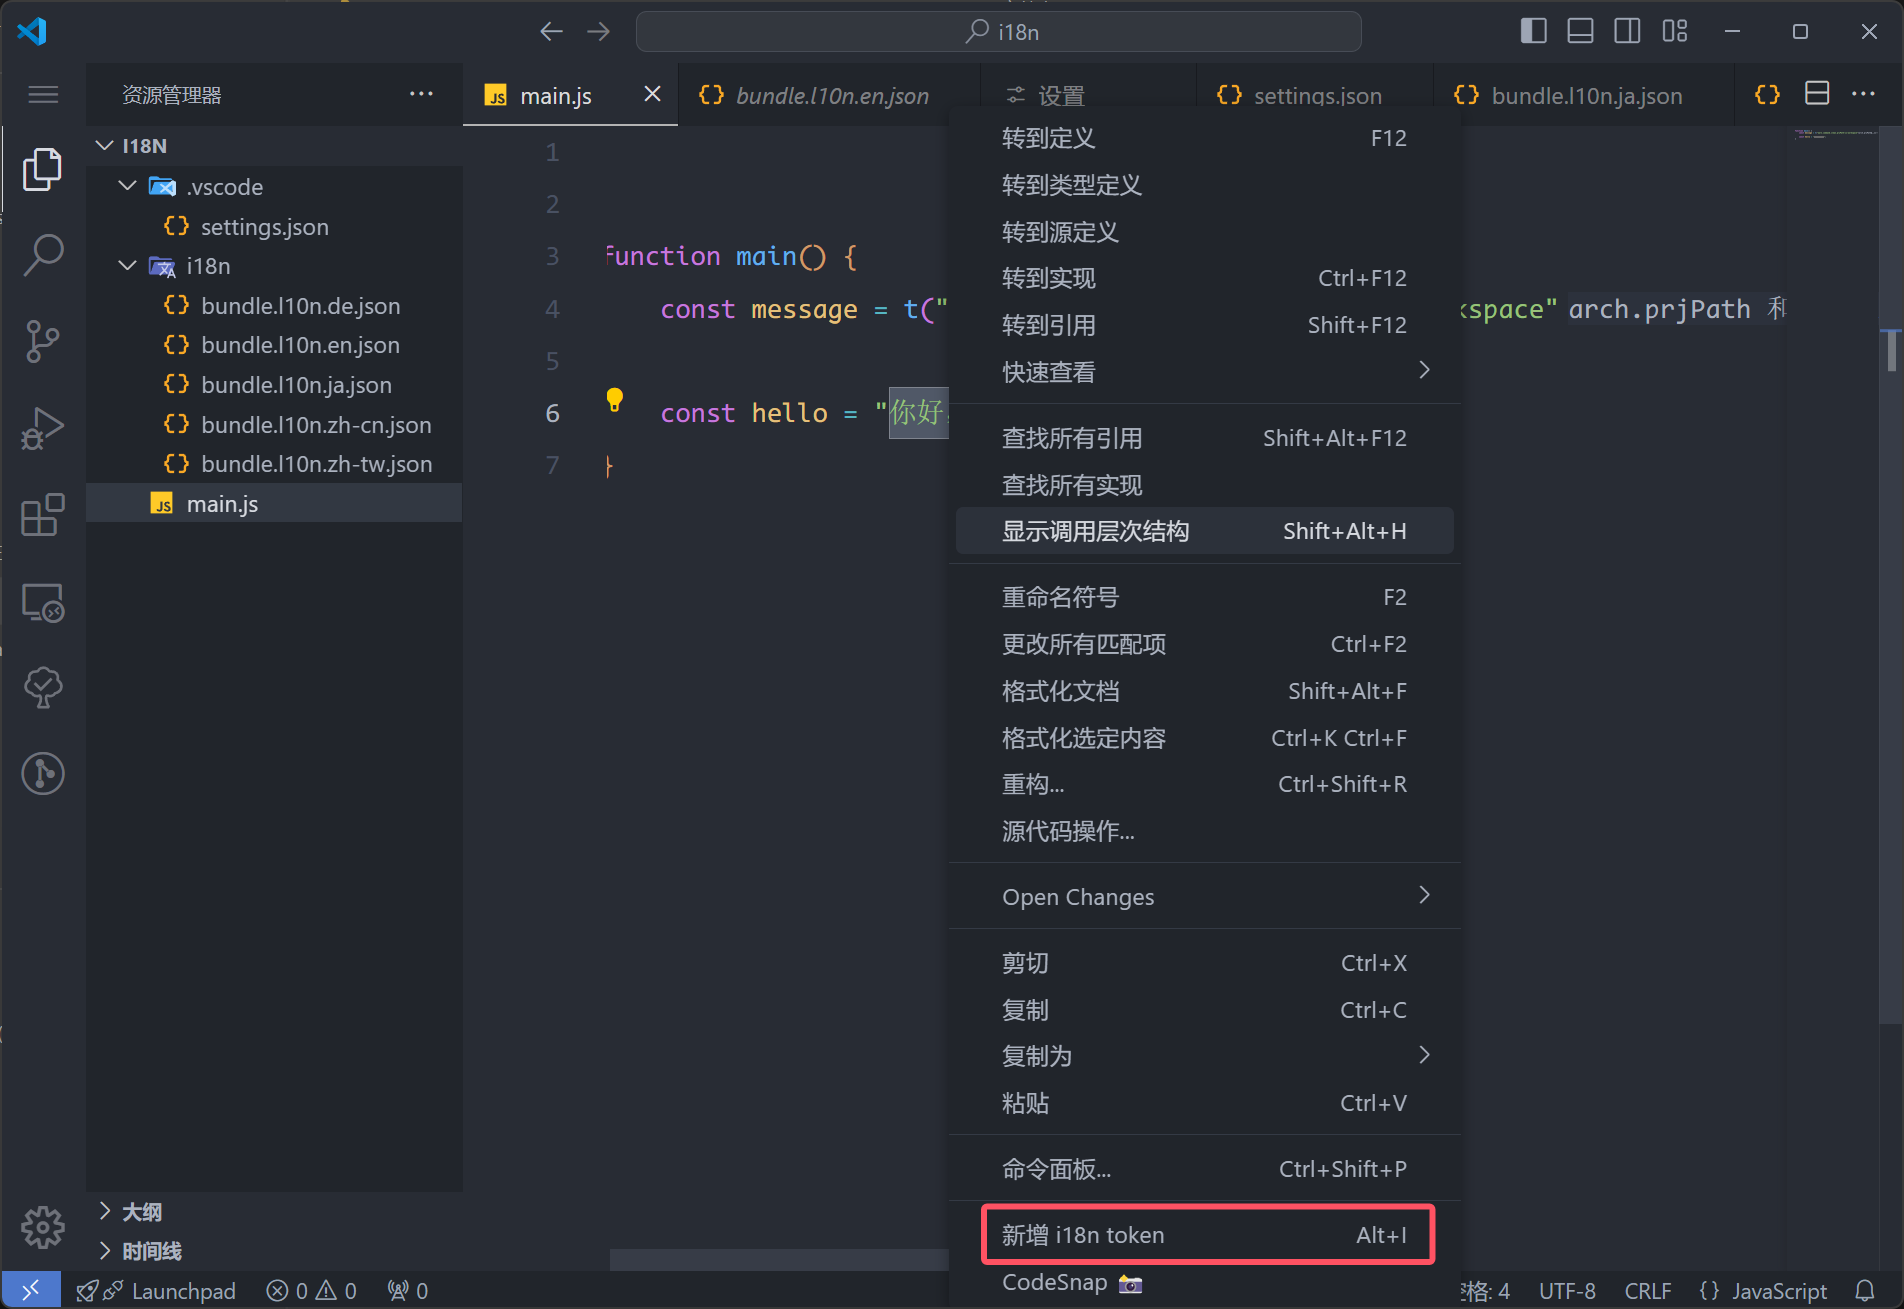 i18n
资源管理器
main.js
bundle.l10n.en.json
设置
settings.json
bundle.l10n.ja.json
I18N
.vscode
settings.json
i18n
bundle.l10n.de.json
bundle.l10n.en.json
bundle.l10n.ja.json
bundle.l10n.zh-cn.json
bundle.l10n.zh-tw.json
main.js
大纲
时间线
1
2
3 function main() {
4 const message = t(" kspace" arch.prjPath 和
5
6 const hello = "你好,
7 }
转到定义 F12
转到类型定义
转到源定义
转到实现 Ctrl+F12
转到引用 Shift+F12
快速查看
查找所有引用 Shift+Alt+F12
查找所有实现
显示调用层次结构 Shift+Alt+H
重命名符号 F2
更改所有匹配项 Ctrl+F2
格式化文档 Shift+Alt+F
格式化选定内容 Ctrl+K Ctrl+F
重构... Ctrl+Shift+R
源代码操作...
Open Changes
剪切 Ctrl+X
复制 Ctrl+C
复制为
粘贴 Ctrl+V
命令面板... Ctrl+Shift+P
新增 i18n token Alt+I
CodeSnap
Launchpad 0 0 0 格: 4 UTF-8 CRLF {} JavaScript